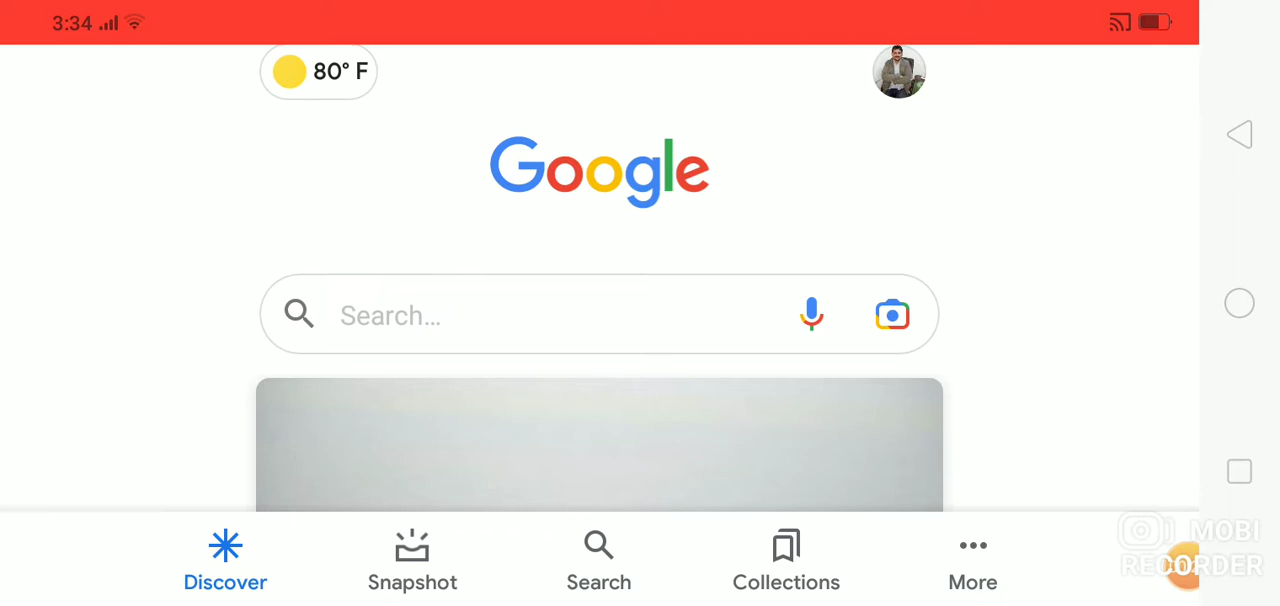 3:34
80° F
Google
Search...
Discover
Snapshot
Search
Collections
More
MOBI
RECORDER